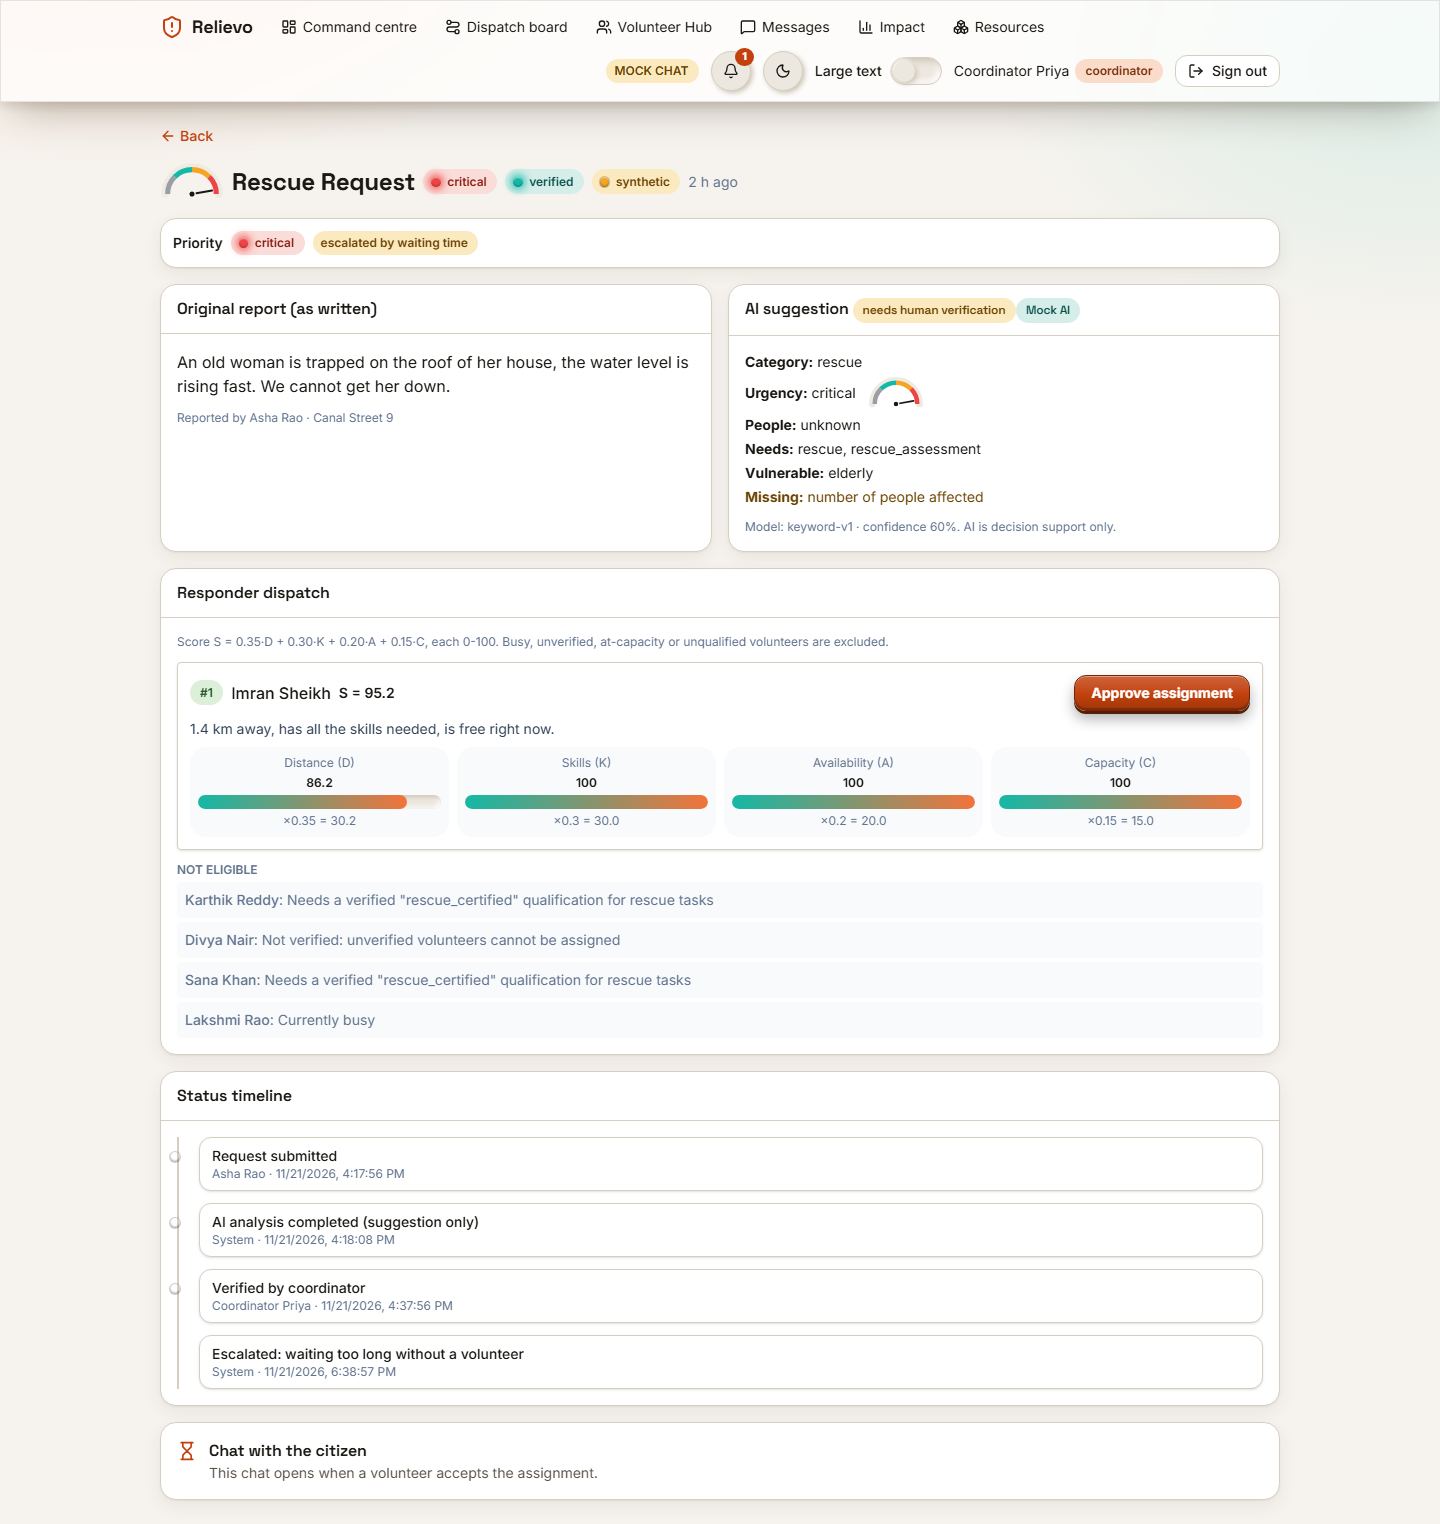 Relievo
Command centre
Dispatch board
Volunteer Hub
Messages
Impact
Resources
MOCK CHAT
1
Large text
Coordinator Priya
coordinator
Sign out
Back
Rescue Request
critical
verified
synthetic
2 h ago
Priority
critical
escalated by waiting time
Original report (as written)
An old woman is trapped on the roof of her house, the water level is
rising fast. We cannot get her down.
Reported by Asha Rao · Canal Street 9
AI suggestion
needs human verification
Mock AI
Category: rescue
Urgency: critical
People: unknown
Needs: rescue, rescue_assessment
Vulnerable: elderly
Missing: number of people affected
Model: keyword-v1 · confidence 60%. AI is decision support only.
Responder dispatch
Score S = 0.35·D + 0.30·K + 0.20·A + 0.15·C, each 0-100. Busy, unverified, at-capacity or unqualified volunteers are excluded.
#1
Imran Sheikh
S = 95.2
Approve assignment
1.4 km away, has all the skills needed, is free right now.
Distance (D)
86.2
×0.35 = 30.2
Skills (K)
100
×0.3 = 30.0
Availability (A)
100
×0.2 = 20.0
Capacity (C)
100
×0.15 = 15.0
NOT ELIGIBLE
Karthik Reddy: Needs a verified "rescue_certified" qualification for rescue tasks
Divya Nair: Not verified: unverified volunteers cannot be assigned
Sana Khan: Needs a verified "rescue_certified" qualification for rescue tasks
Lakshmi Rao: Currently busy
Status timeline
Request submitted
Asha Rao · 11/21/2026, 4:17:56 PM
AI analysis completed (suggestion only)
System · 11/21/2026, 4:18:08 PM
Verified by coordinator
Coordinator Priya · 11/21/2026, 4:37:56 PM
Escalated: waiting too long without a volunteer
System · 11/21/2026, 6:38:57 PM
Chat with the citizen
This chat opens when a volunteer accepts the assignment.